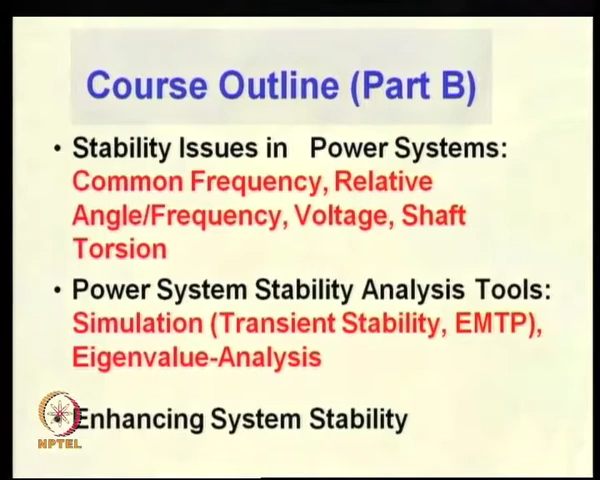 Course Outline (Part B)
• Stability Issues in Power Systems:
Common Frequency, Relative
Angle/Frequency, Voltage, Shaft
Torsion
• Power System Stability Analysis Tools:
Simulation (Transient Stability, EMTP),
Eigenvalue-Analysis
Enhancing System Stability
NPTEL